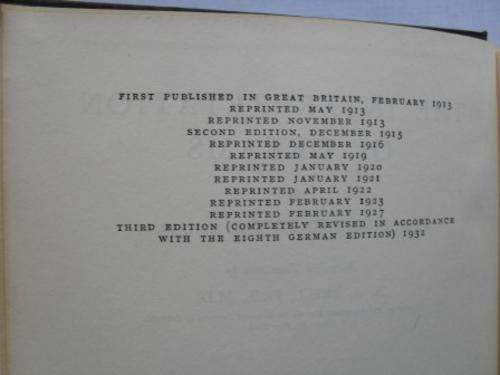 FIRST PUBLISHED IN GREAT BRITAIN, FEBRUARY 1913
REPRINTED MAY 1913
REPRINTED NOVEMBER 1913
SECOND EDITION, DECEMBER 1915
REPRINTED DECEMBER 1916
REPRINTED MAY 1919
REPRINTED JANUARY 1920
REPRINTED JANUARY 1921
REPRINTED APRIL 1922
REPRINTED FEBRUARY 1923
REPRINTED FEBRUARY 1927
THIRD EDITION (COMPLETELY REVISED IN ACCORDANCE
WITH THE EIGHTH GERMAN EDITION) 1932